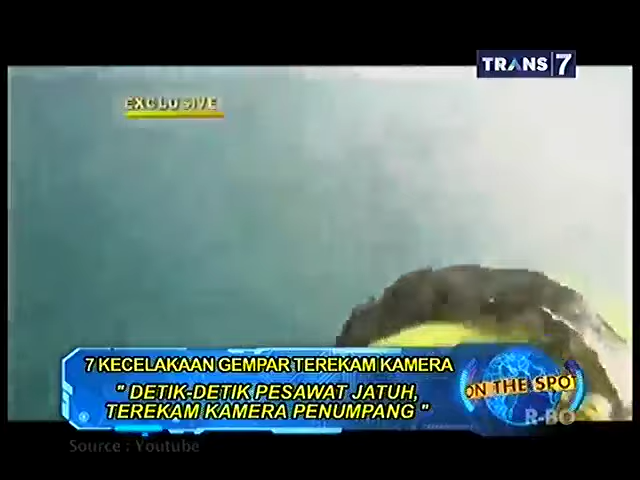 TRANS 7
EXCLUSIVE
7 KECELAKAAN GEMPAR TEREKAM KAMERA
" DETIK-DETIK PESAWAT JATUH,
TEREKAM KAMERA PENUMPANG "
ON THE SPOT
R-BO
Source : Youtube